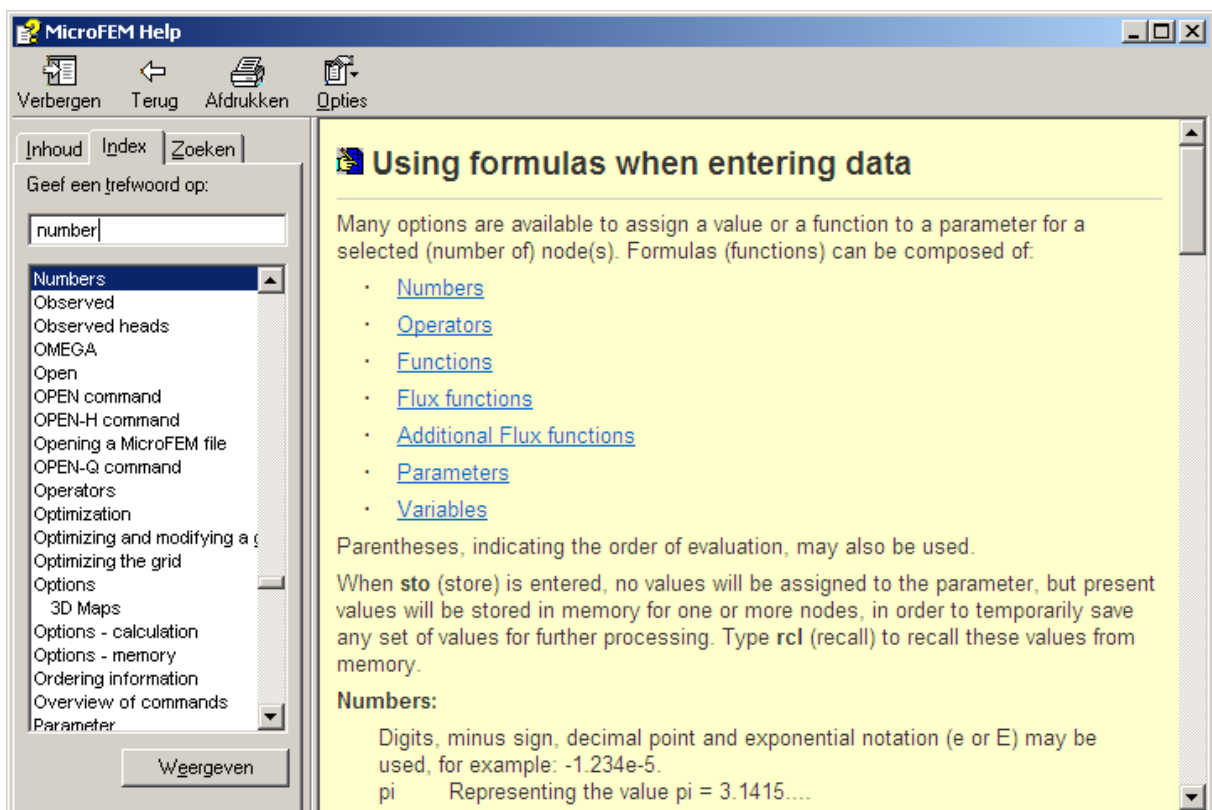 MicroFEM Help
Verbergen Terug Afdrukken Opties
Inhoud Index Zoeken
Geef een trefwoord op:
number
Numbers
Observed
Observed heads
OMEGA
Open
OPEN command
OPEN-H command
Opening a MicroFEM file
OPEN-Q command
Operators
Optimization
Optimizing and modifying a g
Optimizing the grid
Options
3D Maps
Options - calculation
Options - memory
Ordering information
Overview of commands
Parameter
Weergeven
Using formulas when entering data
Many options are available to assign a value or a function to a parameter for a
selected (number of) node(s). Formulas (functions) can be composed of:
· Numbers
· Operators
· Functions
· Flux functions
· Additional Flux functions
· Parameters
· Variables
Parentheses, indicating the order of evaluation, may also be used.
When sto (store) is entered, no values will be assigned to the parameter, but present
values will be stored in memory for one or more nodes, in order to temporarily save
any set of values for further processing. Type rcl (recall) to recall these values from
memory.
Numbers:
Digits, minus sign, decimal point and exponential notation (e or E) may be
used, for example: -1.234e-5.
pi Representing the value pi = 3.1415....